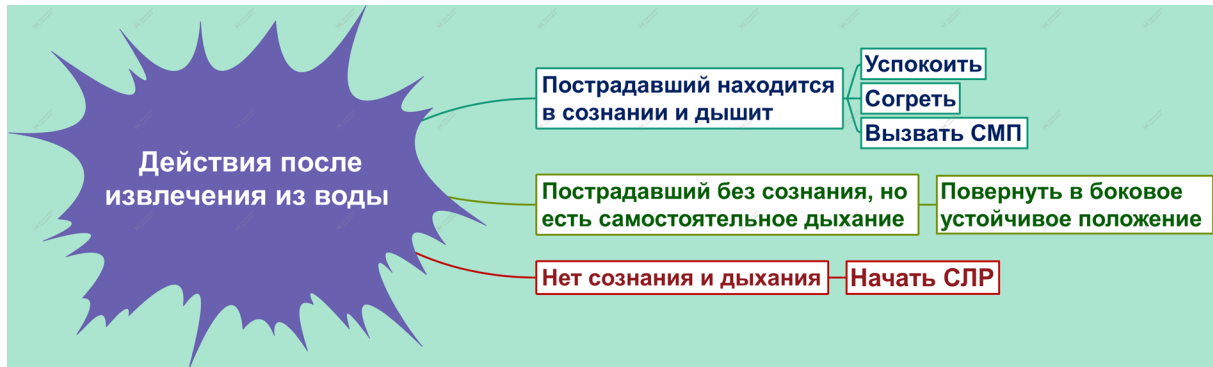 Действия после
извлечения из воды
Пострадавший находится
в сознании и дышит
Успокоить
Согреть
Вызвать СМП
Пострадавший без сознания, но
есть самостоятельное дыхание
Повернуть в боковое
устойчивое положение
Нет сознания и дыхания
Начать СЛР